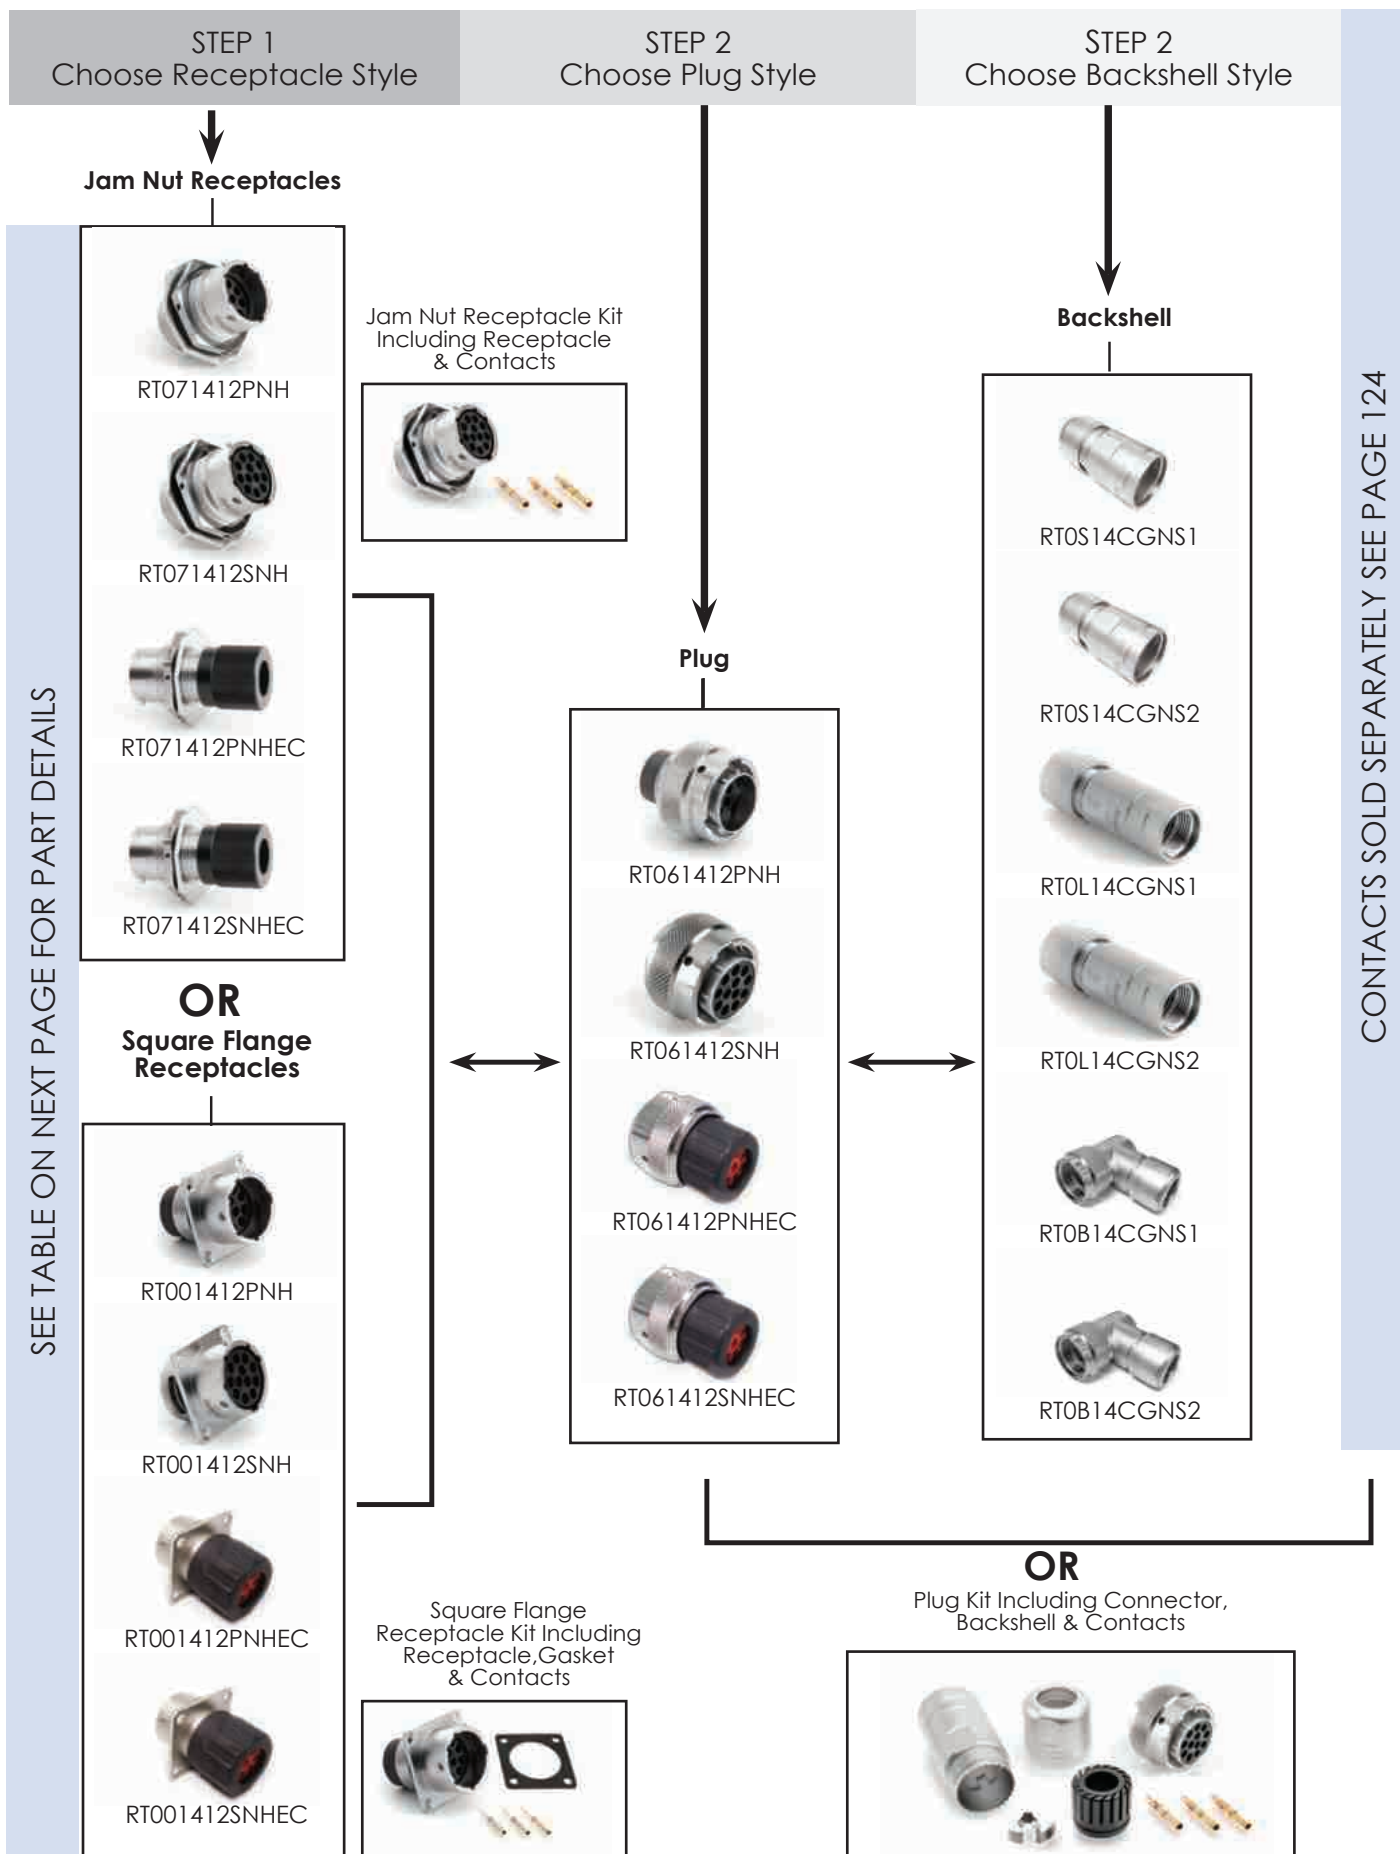 STEP 1
Choose Receptacle Style
STEP 2
Choose Plug Style
STEP 2
Choose Backshell Style
Jam Nut Receptacles
RT071412PNH
RT071412SNH
RT071412PNHEC
RT071412SNHEC
Jam Nut Receptacle Kit
Including Receptacle
& Contacts
OR
Square Flange
Receptacles
RT001412PNH
RT001412SNH
RT001412PNHEC
RT001412SNHEC
Square Flange
Receptacle Kit Including
Receptacle,Gasket
& Contacts
Plug
RT061412PNH
RT061412SNH
RT061412PNHEC
RT061412SNHEC
Backshell
RT0S14CGNS1
RT0S14CGNS2
RT0L14CGNS1
RT0L14CGNS2
RT0B14CGNS1
RT0B14CGNS2
OR
Plug Kit Including Connector,
Backshell & Contacts
SEE TABLE ON NEXT PAGE FOR PART DETAILS
CONTACTS SOLD SEPARATELY SEE PAGE 124